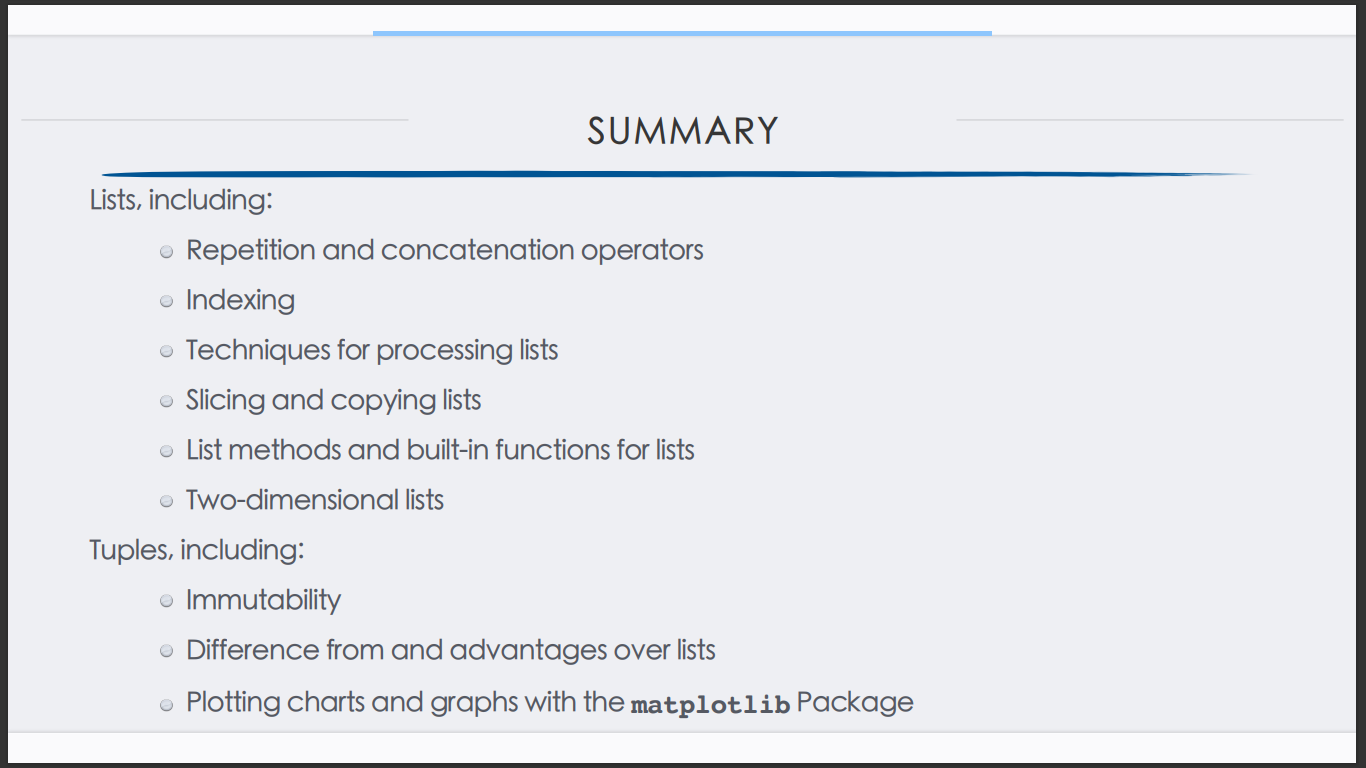 SUMMARY
Lists, including:
Repetition and concatenation operators
Indexing
Techniques for processing lists
Slicing and copying lists
List methods and built-in functions for lists
Two-dimensional lists
Tuples, including:
Immutability
Difference from and advantages over lists
Plotting charts and graphs with the matplotlib Package